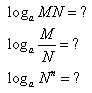 log_a MN = ?
log_a M/N = ?
log_a N^n = ?